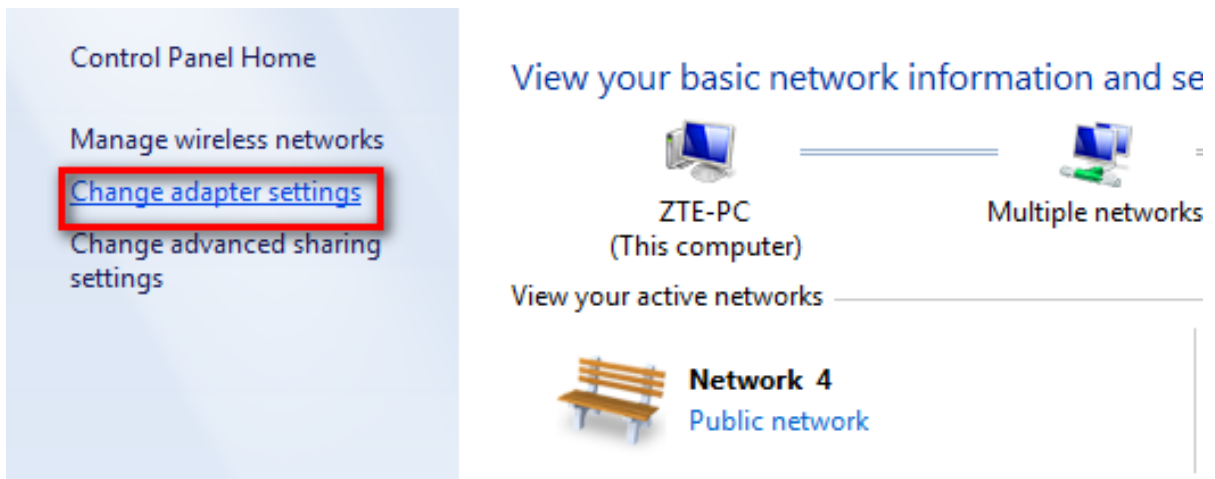 Control Panel Home
Manage wireless networks
Change adapter settings
Change advanced sharing
settings
View your basic network information and se
ZTE-PC
(This computer)
Multiple networks
View your active networks
Network 4
Public network